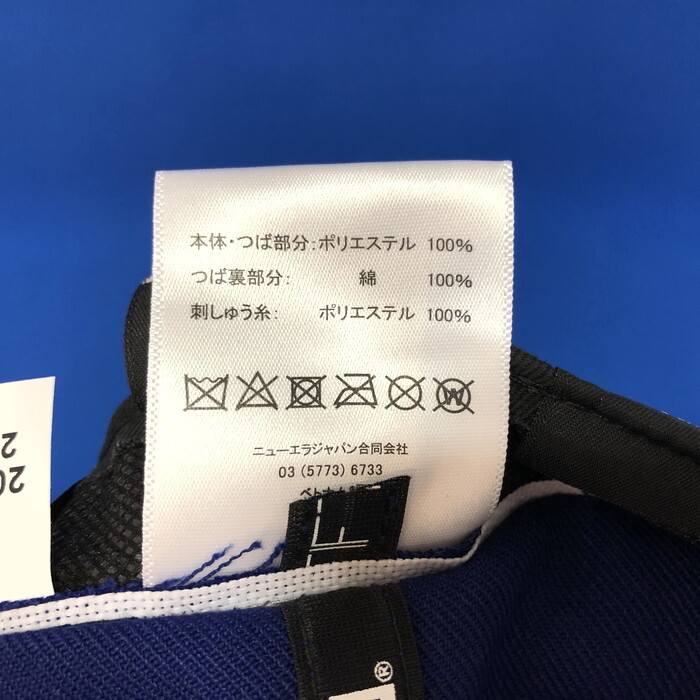 本体・つば部分:ポリエステル 100%
つば裏部分: 綿 100%
刺しゅう糸: ポリエステル 100%
ニューエラジャパン合同会社
03 (5773) 6733
20
2
®